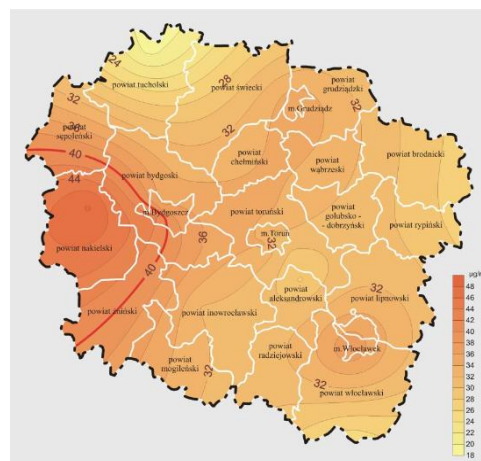 24
28
powiat
grudziądzki
powiat tucholski
powiat świecki
32
32
m.Grudziądz
32
powiat
sępoleński
36
40
powiat
chełmiński
powiat
wąbrzeski
powiat brodnicki
44
powiat bydgoski
m.Bydgoszcz
powiat toruński
powiat
golubsko -
- dobrzyński
powiat rypiński
36
m.Toruń
32
powiat nakielski
40
powiat
aleksandrowski
32
powiat lipnowski
µg/
48
46
44
42
40
38
36
34
32
30
28
26
24
22
20
18
powiat żniński
powiat inowrocławski
powiat
radziejowski
m.Włocławek
powiat
mogileński
32
32
powiat włocławski